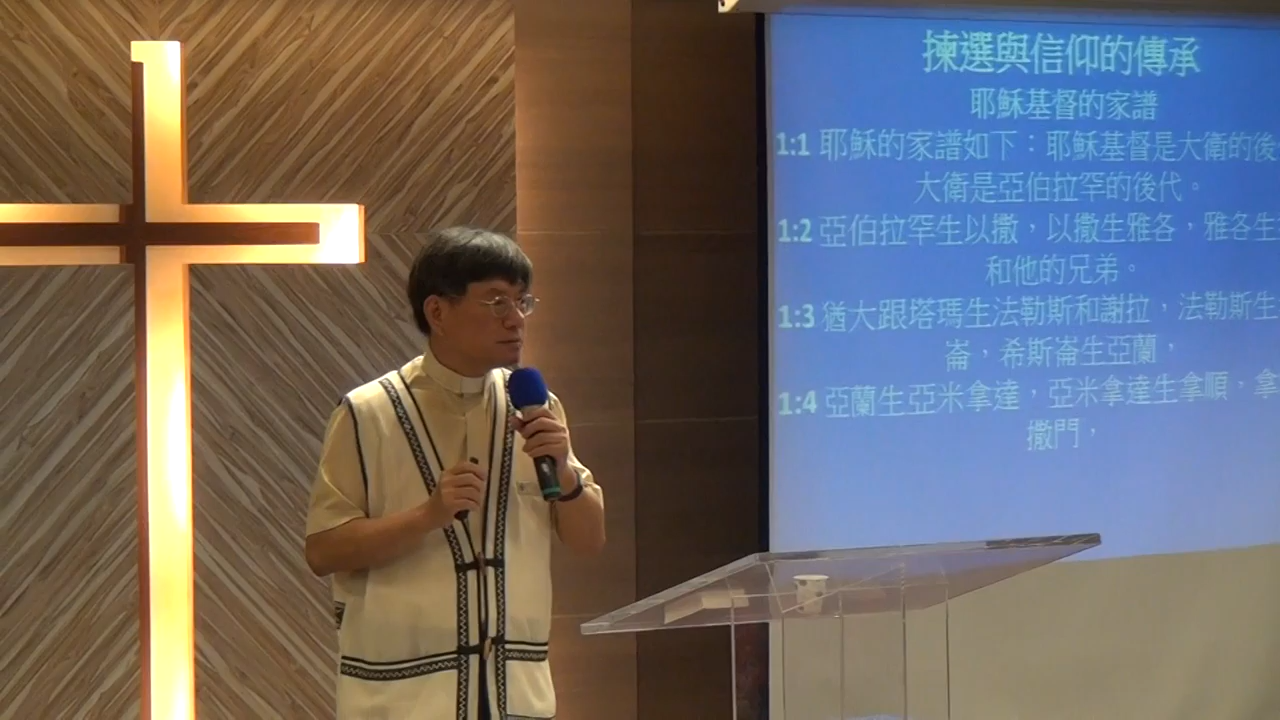 揀選與信仰的傳承
耶穌基督的家譜
1:1 耶穌的家譜如下：耶穌基督是大衛的後
大衛是亞伯拉罕的後代。
1:2 亞伯拉罕生以撒，以撒生雅各，雅各生
和他的兄弟。
1:3 猶大跟塔瑪生法勒斯和謝拉，法勒斯生
崙，希斯崙生亞蘭，
1:4 亞蘭生亞米拿達，亞米拿達生拿順，拿
撒門，